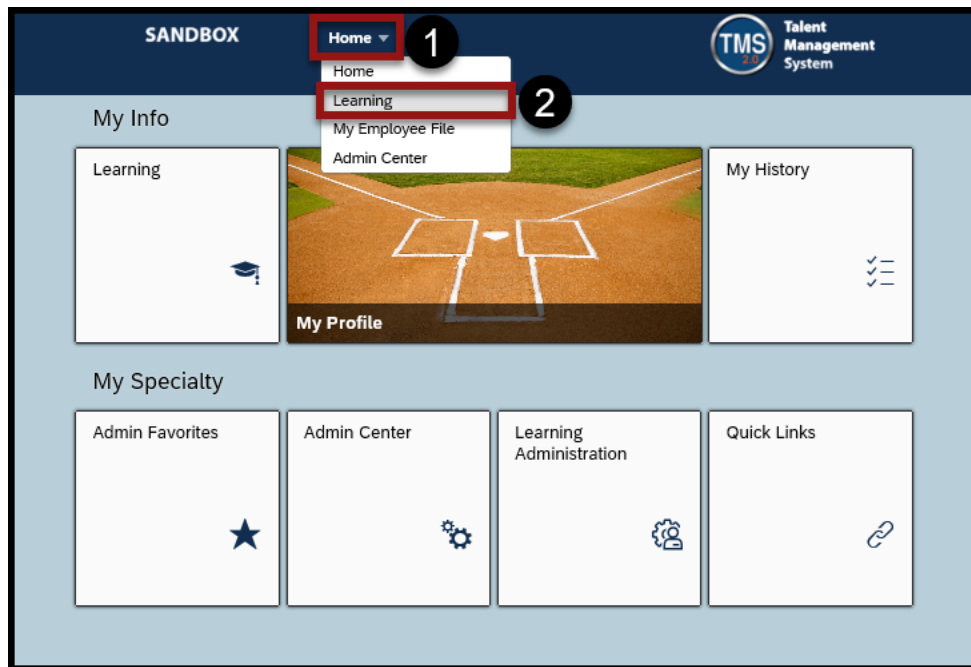 SANDBOX
Home
1
TMS
2.0
Talent
Management
System
Home
Learning
2
My Employee File
Admin Center
My Info
Learning
My Profile
My History
My Specialty
Admin Favorites
Admin Center
Learning
Administration
Quick Links